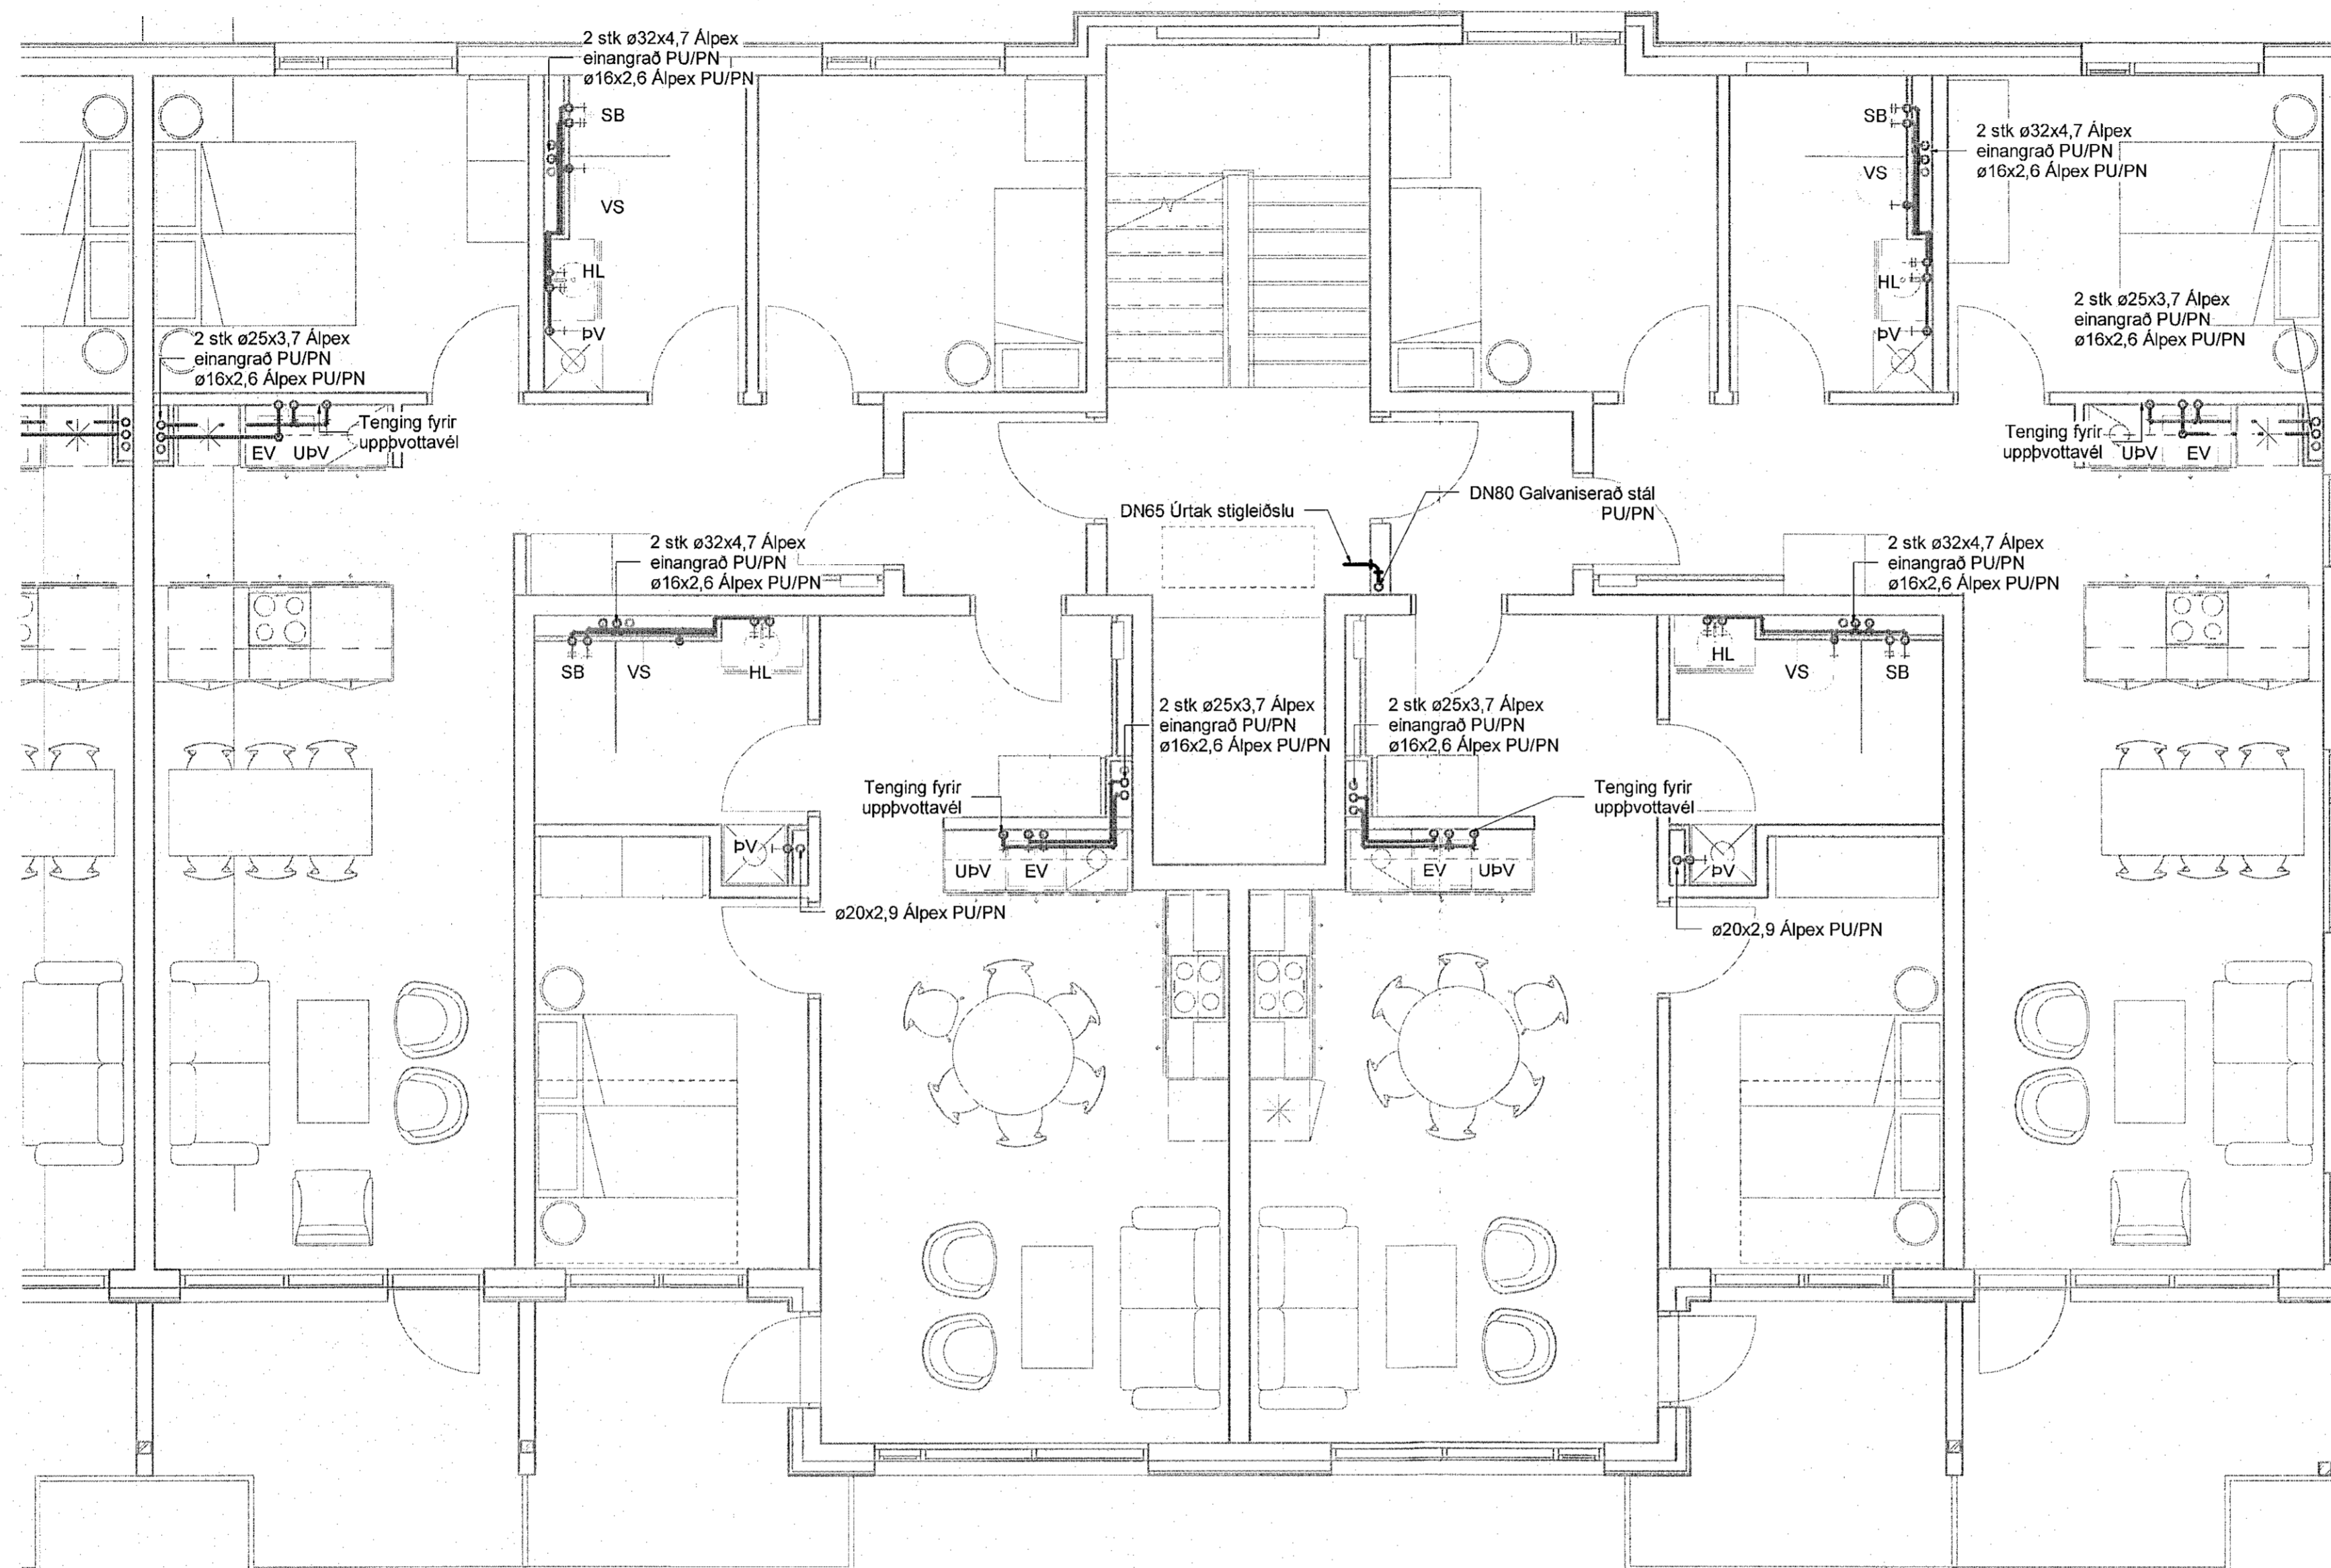 2 stk ø32x4,7 Álpex
einangrað PU/PN
ø16x2,6 Álpex PU/PN
SB
VS
HL
ÞV
SB
VS
HL
ÞV
2 stk ø32x4,7 Álpex
einangrað PU/PN
ø16x2,6 Álpex PU/PN
2 stk ø25x3,7 Álpex
einangrað PU/PN
ø16x2,6 Álpex PU/PN
2 stk ø25x3,7 Álpex
einangrað PU/PN
ø16x2,6 Álpex PU/PN
Tenging fyrir
uppþvottavél
EV
UÞV
Tenging fyrir
uppþvottavél
UÞV
EV
DN65 Úrtak stigleiðslu
DN80 Galvaniserað stál
PU/PN
2 stk ø32x4,7 Álpex
einangrað PU/PN
ø16x2,6 Álpex PU/PN
2 stk ø32x4,7 Álpex
einangrað PU/PN
ø16x2,6 Álpex PU/PN
SB
VS
HL
HL
VS
SB
2 stk ø25x3,7 Álpex
einangrað PU/PN
ø16x2,6 Álpex PU/PN
2 stk ø25x3,7 Álpex
einangrað PU/PN
ø16x2,6 Álpex PU/PN
Tenging fyrir
uppþvottavél
Tenging fyrir
uppþvottavél
ÞV
UÞV
EV
EV
UÞV
ÞV
ø20x2,9 Álpex PU/PN
ø20x2,9 Álpex PU/PN